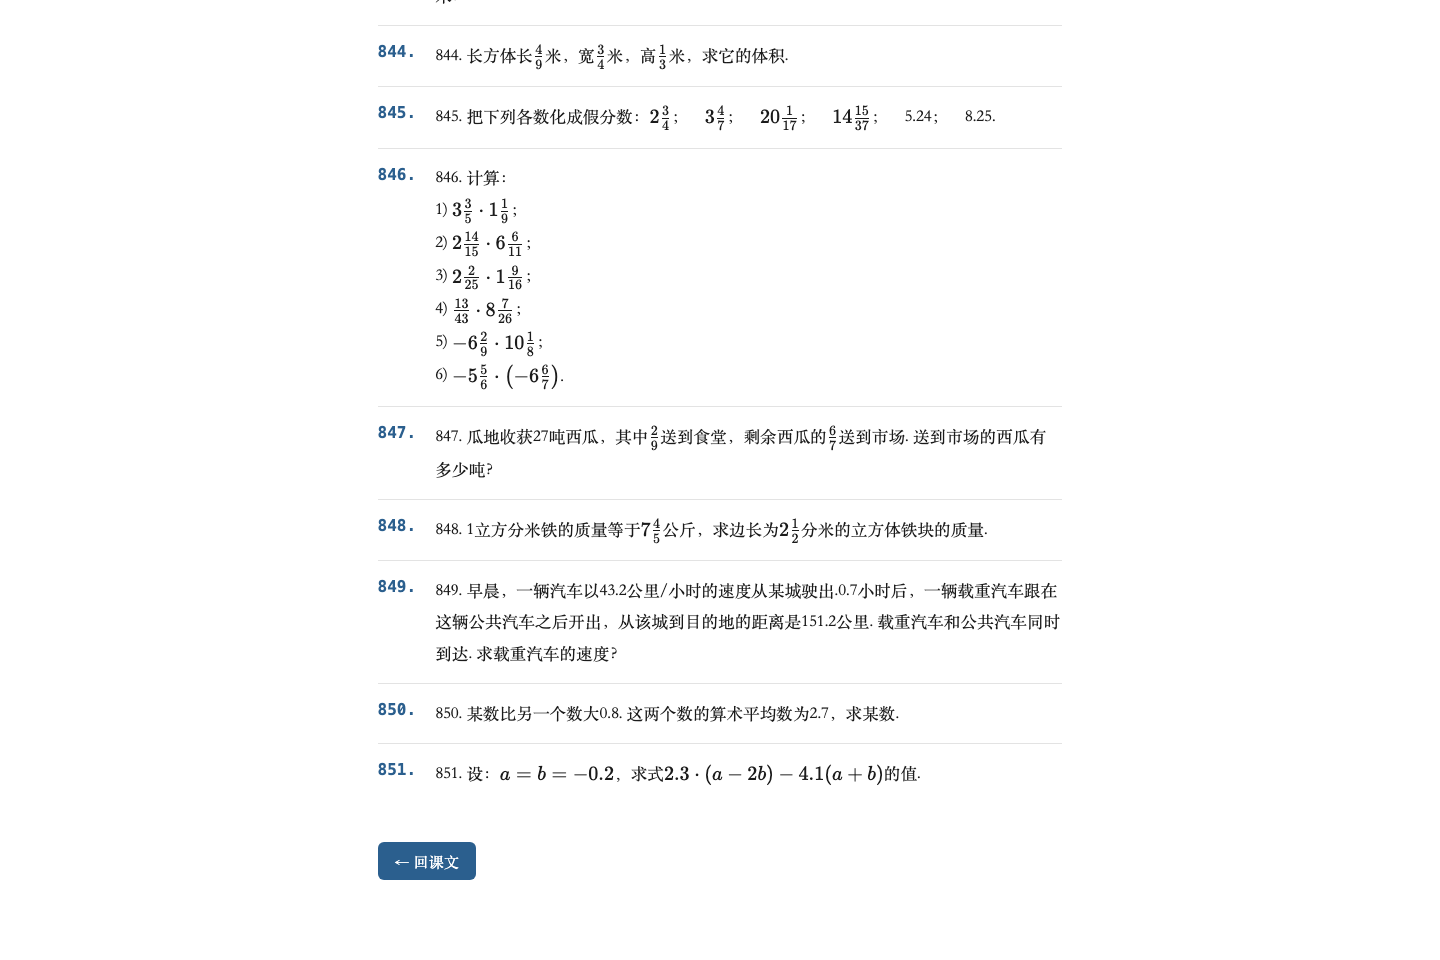 844. 844. 长方体长4/9米，宽3/4米，高1/3米，求它的体积.
845. 845. 把下列各数化成假分数：2 3/4； 3 4/7； 20 1/17； 14 15/37； 5.24； 8.25.
846. 846. 计算：
1) 3 3/5 · 1 1/9；
2) 2 14/15 · 6 6/11；
3) 2 2/25 · 1 9/16；
4) 13/43 · 8 7/26；
5) −6 2/9 · 10 1/8；
6) −5 5/6 · (−6 6/7).
847. 847. 瓜地收获27吨西瓜，其中2/9送到食堂，剩余西瓜的6/7送到市场. 送到市场的西瓜有
多少吨?
848. 848. 1立方分米铁的质量等于7 4/5公斤，求边长为2 1/2分米的立方体铁块的质量.
849. 849. 早晨，一辆汽车以43.2公里/小时的速度从某城驶出.0.7小时后，一辆载重汽车跟在
这辆公共汽车之后开出，从该城到目的地的距离是151.2公里. 载重汽车和公共汽车同时
到达. 求载重汽车的速度?
850. 850. 某数比另一个数大0.8. 这两个数的算术平均数为2.7，求某数.
851. 851. 设：a = b = −0.2，求式2.3 · (a − 2b) − 4.1(a + b)的值.
← 回课文